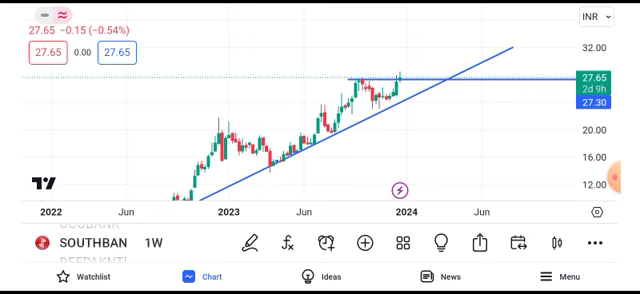 INR
27.65 −0.15 (−0.54%)
27.65 0.00 27.65
32.00
27.65
2d 9h
27.30
20.00
16.00
12.00
2022 Jun 2023 Jun 2024 Jun
SOUTHBAN 1W
Watchlist Chart Ideas News Menu